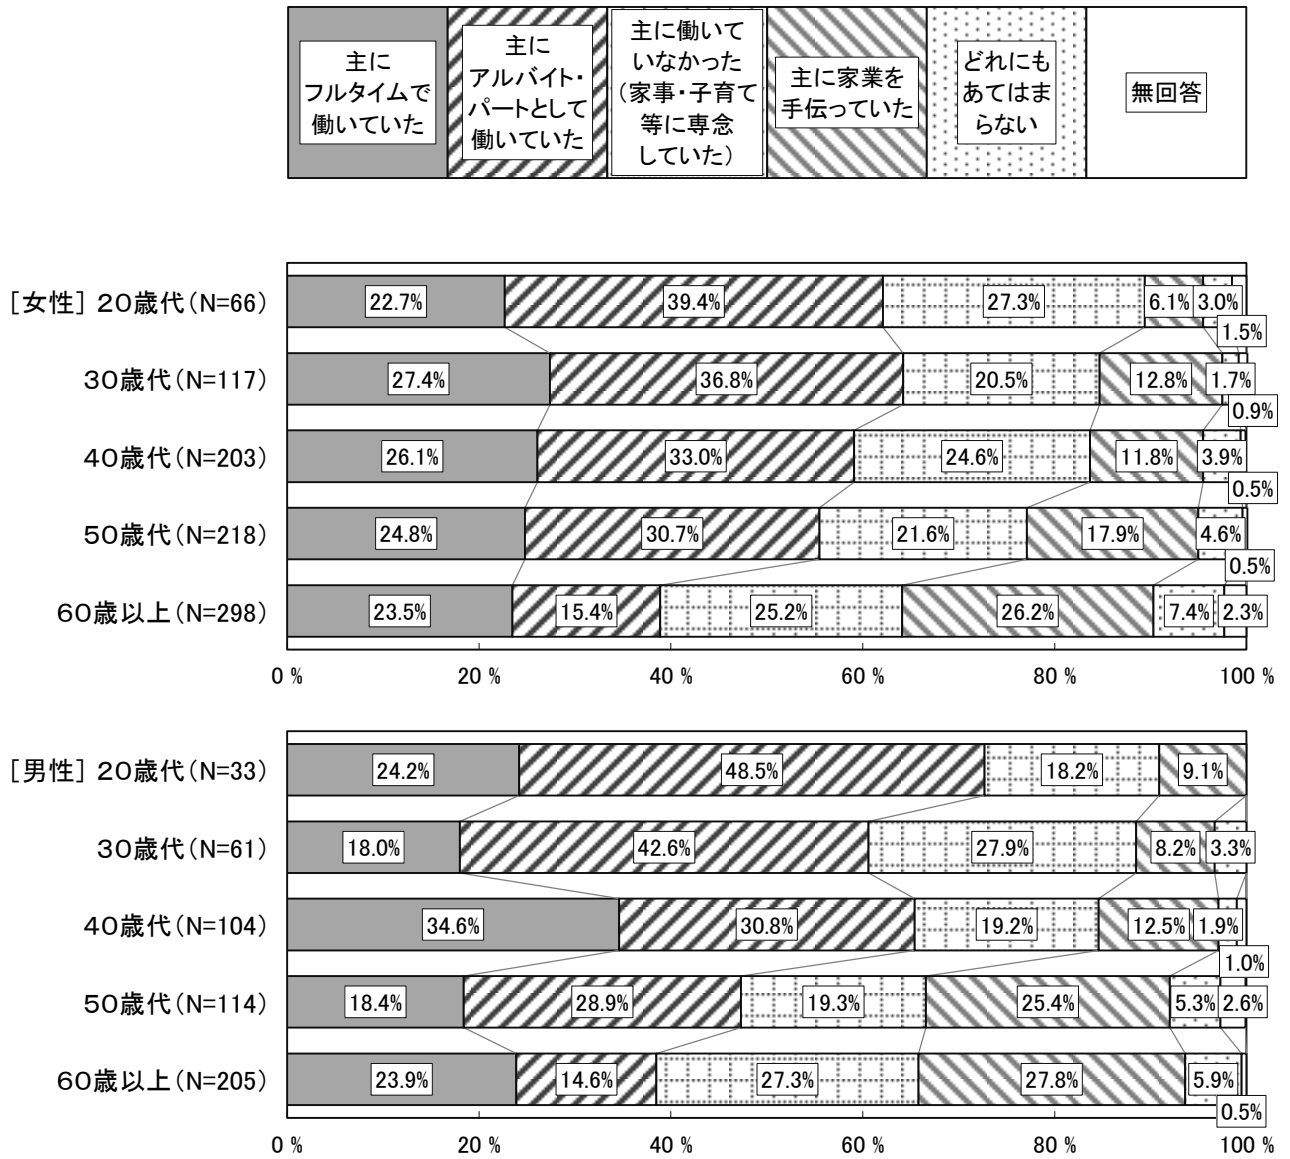 主に
フルタイムで
働いていた
主に
アルバイト・
パートとして
働いていた
主に働いて
いなかった
（家事・子育て
等に専念
していた）
主に家業を
手伝っていた
どれにも
あてはま
らない
無回答
［女性］ 20歳代（N=66） 22.7% 39.4% 27.3% 6.1% 3.0%
1.5%
30歳代（N=117） 27.4% 36.8% 20.5% 12.8% 1.7%
0.9%
40歳代（N=203） 26.1% 33.0% 24.6% 11.8% 3.9%
0.5%
50歳代（N=218） 24.8% 30.7% 21.6% 17.9% 4.6%
0.5%
60歳以上（N=298） 23.5% 15.4% 25.2% 26.2% 7.4% 2.3%
0 % 20 % 40 % 60 % 80 % 100 %
［男性］ 20歳代（N=33） 24.2% 48.5% 18.2% 9.1%
30歳代（N=61） 18.0% 42.6% 27.9% 8.2% 3.3%
40歳代（N=104） 34.6% 30.8% 19.2% 12.5% 1.9%
1.0%
50歳代（N=114） 18.4% 28.9% 19.3% 25.4% 5.3% 2.6%
60歳以上（N=205） 23.9% 14.6% 27.3% 27.8% 5.9%
0.5%
0 % 20 % 40 % 60 % 80 % 100 %